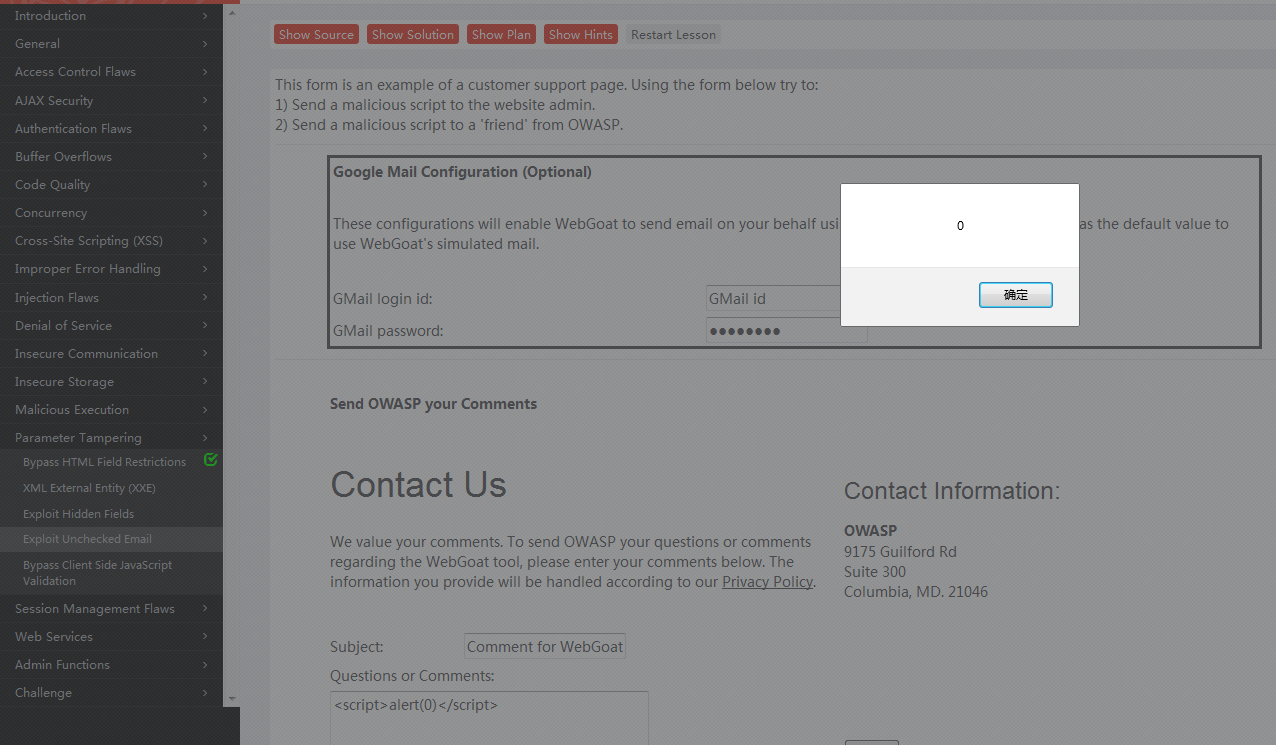 Introduction
General
Access Control Flaws
AJAX Security
Authentication Flaws
Buffer Overflows
Code Quality
Concurrency
Cross-Site Scripting (XSS)
Improper Error Handling
Injection Flaws
Denial of Service
Insecure Communication
Insecure Storage
Malicious Execution
Parameter Tampering
Bypass HTML Field Restrictions
XML External Entity (XXE)
Exploit Hidden Fields
Exploit Unchecked Email
Bypass Client Side JavaScript
Validation
Session Management Flaws
Web Services
Admin Functions
Challenge
Show Source Show Solution Show Plan Show Hints Restart Lesson
This form is an example of a customer support page. Using the form below try to:
1) Send a malicious script to the website admin.
2) Send a malicious script to a 'friend' from OWASP.
Google Mail Configuration (Optional)
These configurations will enable WebGoat to send email on your behalf usi as the default value to
use WebGoat's simulated mail.
GMail login id: GMail id
GMail password: ●●●●●●●●
0
确定
Send OWASP your Comments
Contact Us
We value your comments. To send OWASP your questions or comments
regarding the WebGoat tool, please enter your comments below. The
information you provide will be handled according to our Privacy Policy.
Contact Information:
OWASP
9175 Guilford Rd
Suite 300
Columbia, MD. 21046
Subject: Comment for WebGoat
Questions or Comments:
<script>alert(0)</script>